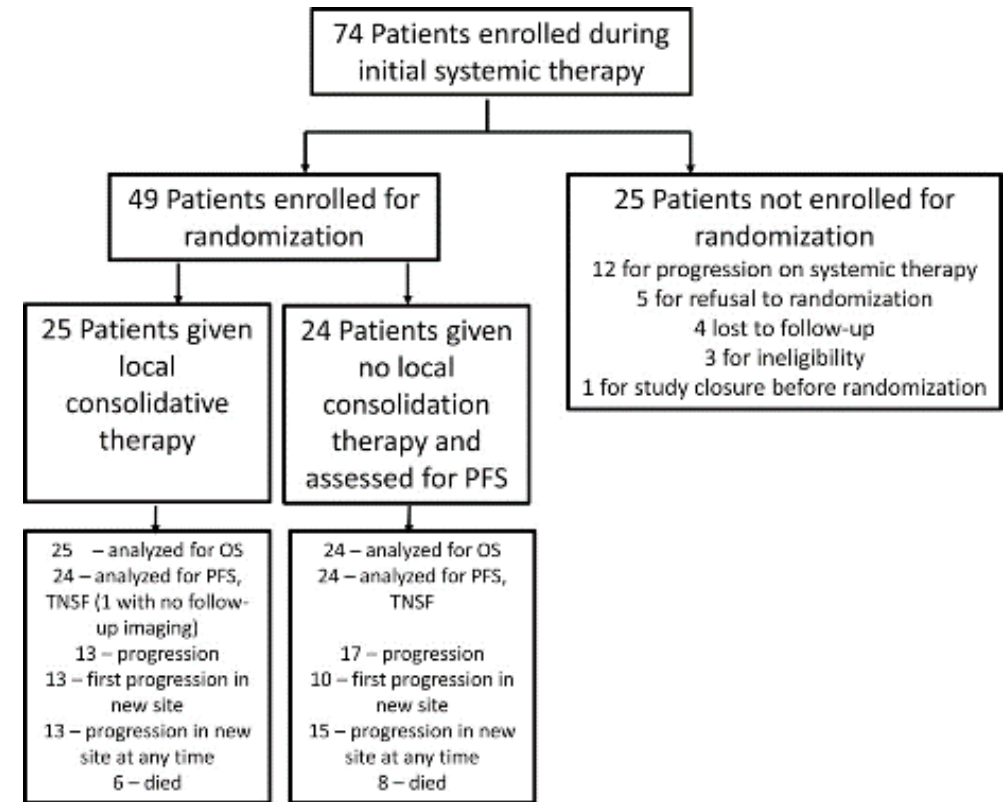 74 Patients enrolled during
initial systemic therapy
49 Patients enrolled for
randomization
25 Patients not enrolled for
randomization
12 for progression on systemic therapy
5 for refusal to randomization
4 lost to follow-up
3 for ineligibility
1 for study closure before randomization
25 Patients given
local
consolidative
therapy
24 Patients given
no local
consolidation
therapy and
assessed for PFS
25 – analyzed for OS
24 – analyzed for PFS,
TNSF (1 with no follow-
up imaging)
13 – progression
13 – first progression in
new site
13 – progression in new
site at any time
6 – died
24 – analyzed for OS
24 – analyzed for PFS,
TNSF
17 – progression
10 – first progression in
new site
15 – progression in new
site at any time
8 – died